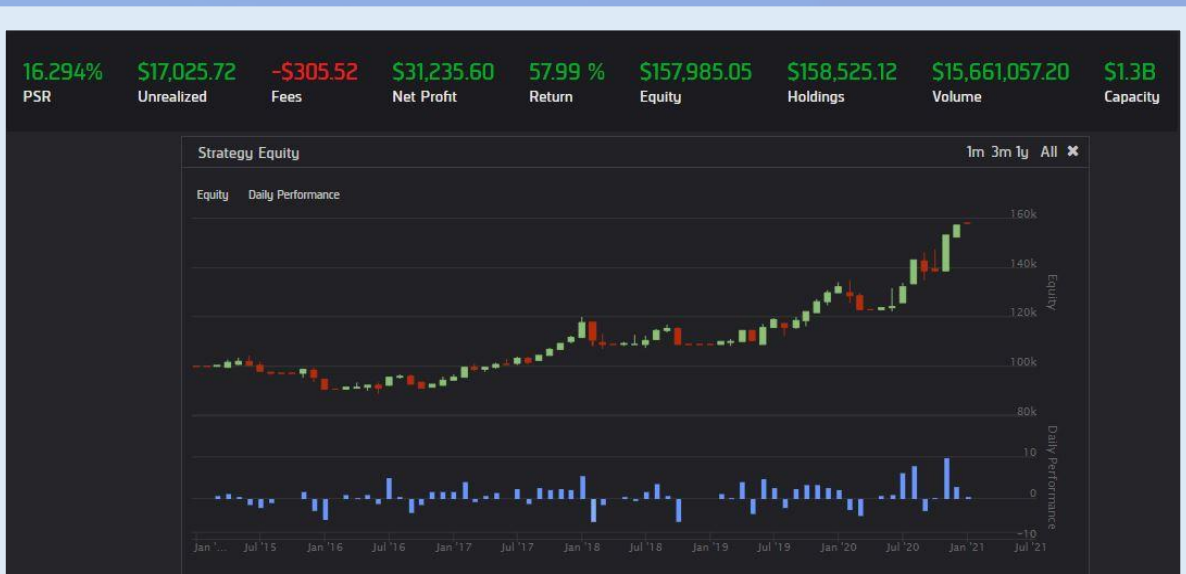 16.294% $17,025.72 -$305.52 $31,235.60 57.99 % $157,985.05 $158,525.12 $15,661,057.20 $1.3B
PSR Unrealized Fees Net Profit Return Equity Holdings Volume Capacity
Strategy Equity 1m 3m 1y All ✖
Equity Daily Performance
160k
140k
Equity
120k
100k
80k
Daily Performance
10
0
-10
Jan '... Jul '15 Jan '16 Jul '16 Jan '17 Jul '17 Jan '18 Jul '18 Jan '19 Jul '19 Jan '20 Jul '20 Jan '21 Jul '21